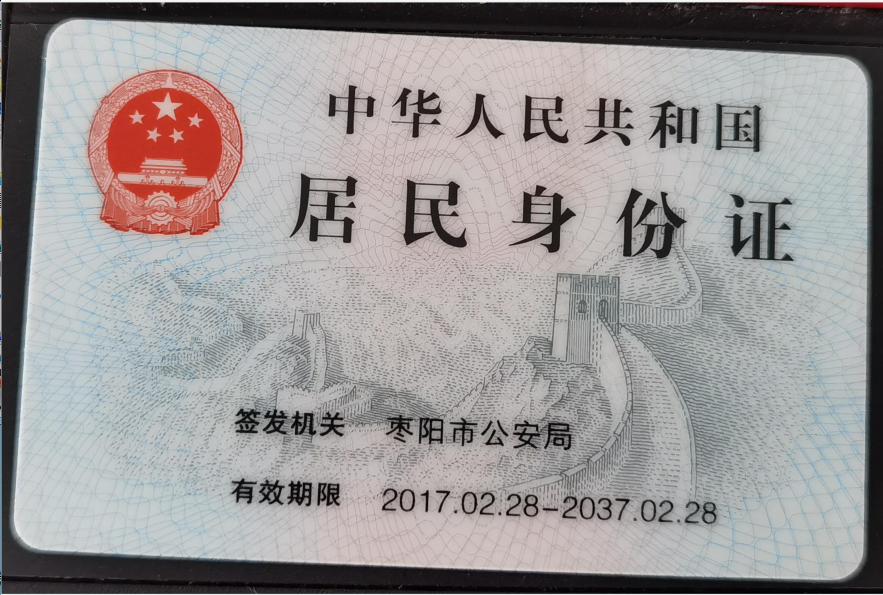 中华人民共和国
居民身份证
签发机关 枣阳市公安局
有效期限 2017.02.28-2037.02.28